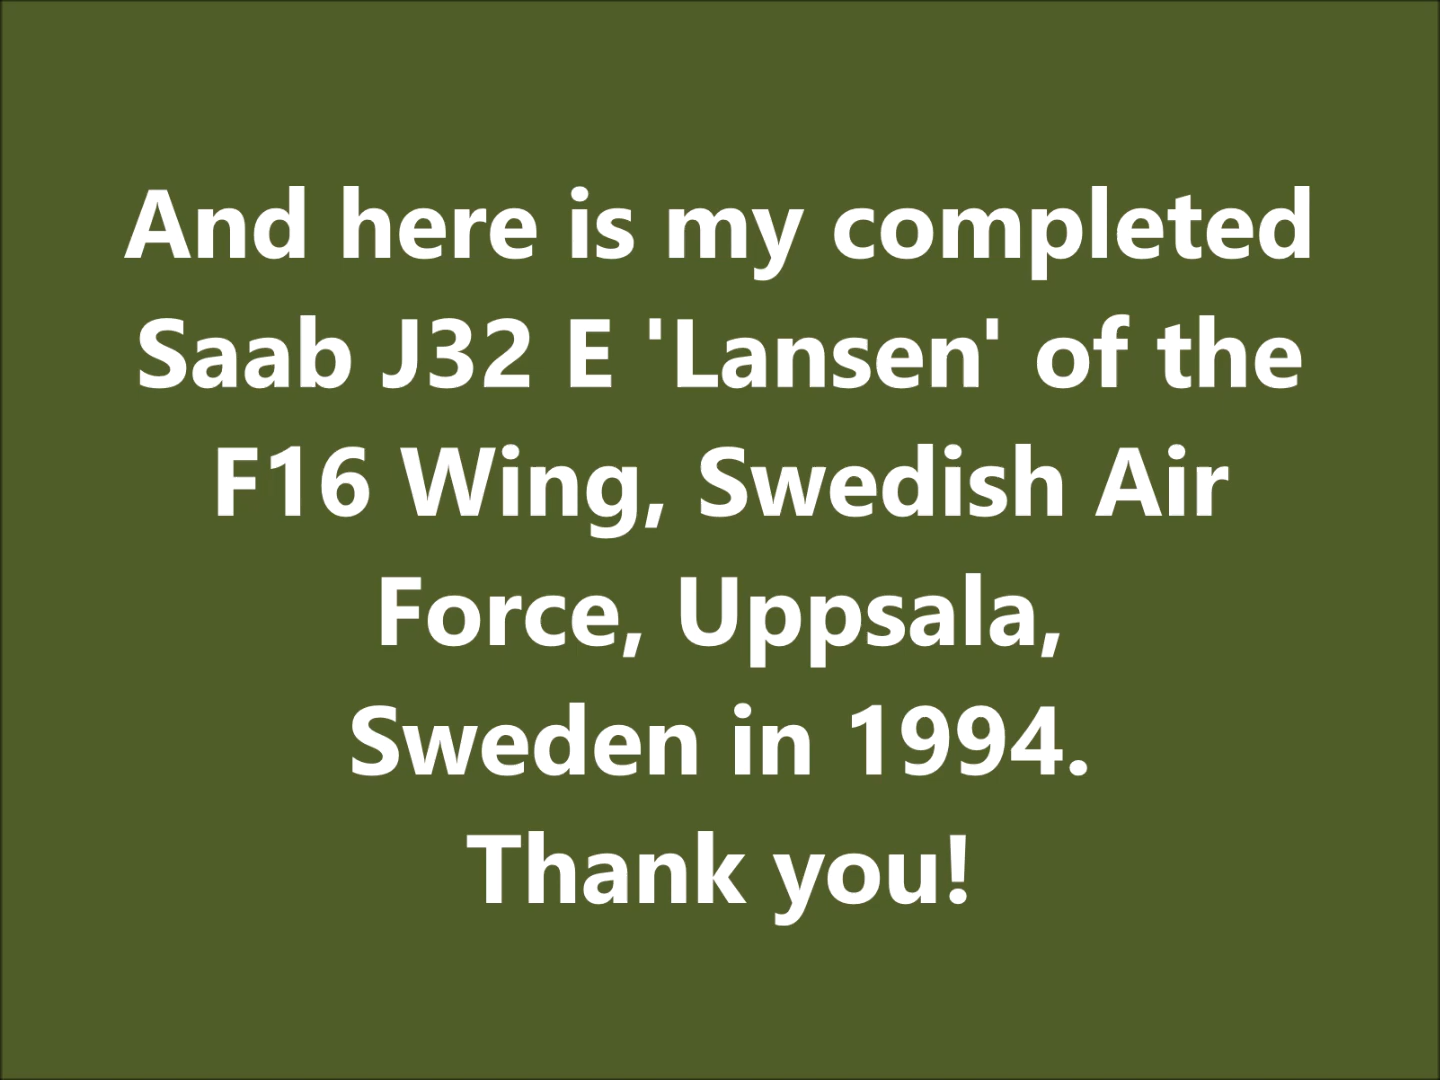 And here is my completed
Saab J32 E 'Lansen' of the
F16 Wing, Swedish Air
Force, Uppsala,
Sweden in 1994.
Thank you!